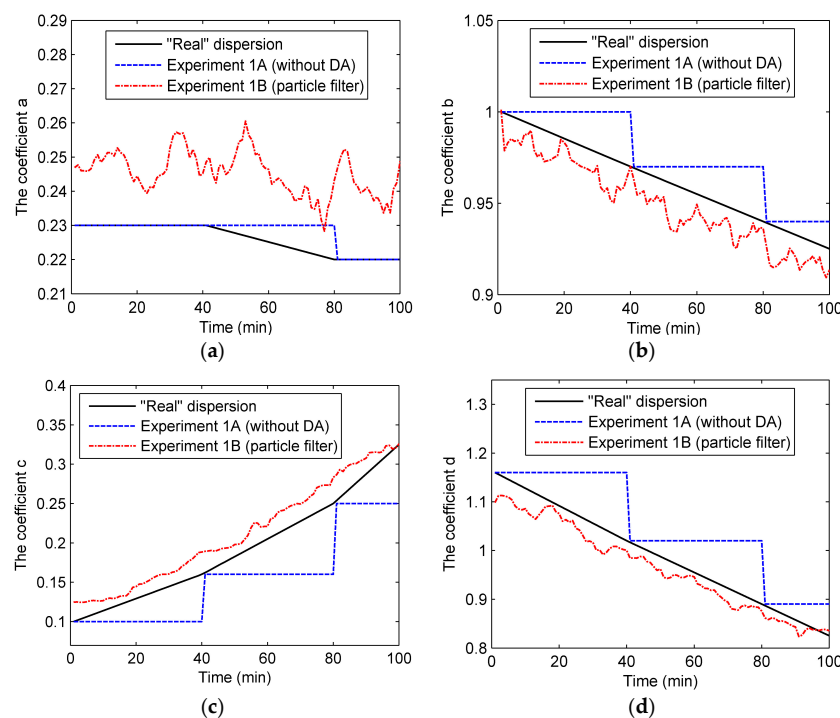 0.29
0.28
0.27
0.26
0.25
0.24
0.23
0.22
0.21
The coefficient a
"Real" dispersion
Experiment 1A (without DA)
Experiment 1B (particle filter)
0 20 40 60 80 100
Time (min)
(a)
1.05
1
0.95
0.9
The coefficient b
"Real" dispersion
Experiment 1A (without DA)
Experiment 1B (particle filter)
0 20 40 60 80 100
Time (min)
(b)
0.4
0.3
0.2
0.15
0.1
The coefficient c
"Real" dispersion
Experiment 1A (without DA)
Experiment 1B (particle filter)
0 20 40 60 80 100
Time (min)
(c)
1.3
1.2
1.1
1
0.9
0.8
The coefficient d
"Real" dispersion
Experiment 1A (without DA)
Experiment 1B (particle filter)
0 20 40 60 80 100
Time (min)
(d)